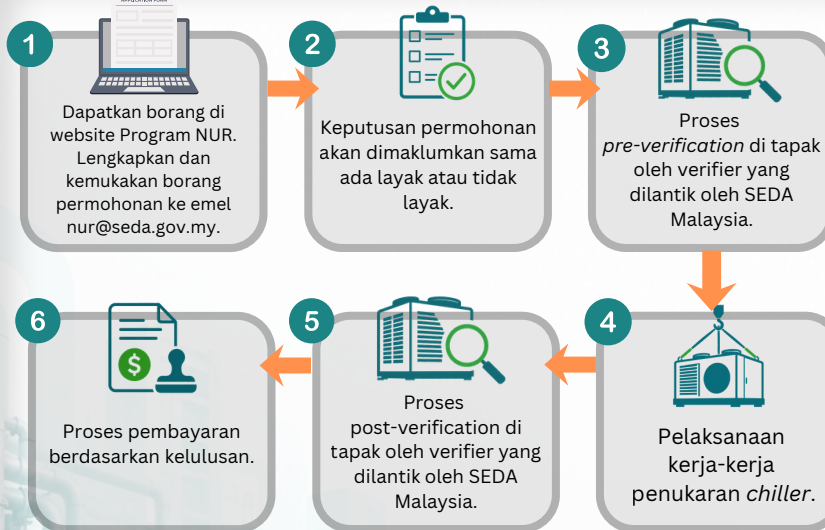 APPLICATION FORM
1
Dapatkan borang di
website Program NUR.
Lengkapkan dan
kemukakan borang
permohonan ke emel
nur@seda.gov.my.
2
Keputusan permohonan
akan dimaklumkan sama
ada layak atau tidak
layak.
3
Proses
pre-verification di tapak
oleh verifier yang
dilantik oleh SEDA
Malaysia.
4
Pelaksanaan
kerja-kerja
penukaran chiller.
5
Proses
post-verification di
tapak oleh verifier yang
dilantik oleh SEDA
Malaysia.
6
$
Proses pembayaran
berdasarkan kelulusan.